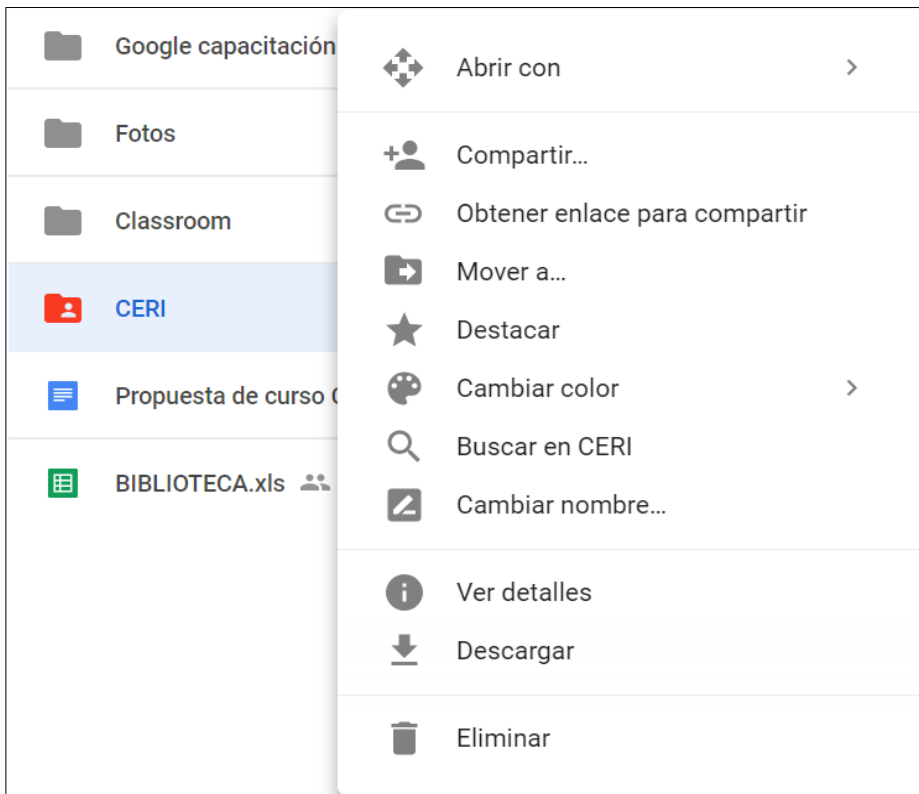 Google capacitación
Fotos
Classroom
CERI
Propuesta de curso
BIBLIOTECA.xls
Abrir con
Compartir...
Obtener enlace para compartir
Mover a...
Destacar
Cambiar color
Buscar en CERI
Cambiar nombre...
Ver detalles
Descargar
Eliminar